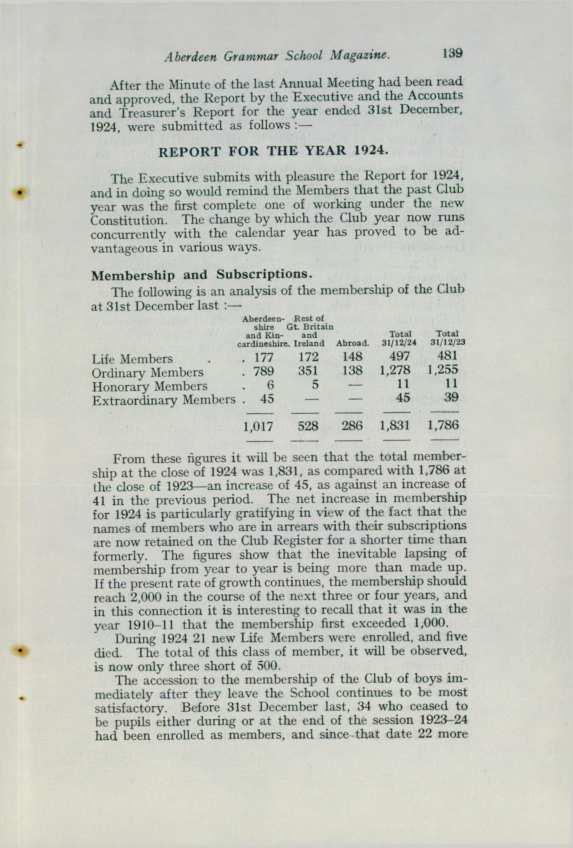 Aberdeen Grammar School Magazine. 139
After the Minute of the last Annual Meeting had been read
and approved, the Report by the Executive and the Accounts
and Treasurer's Report for the year ended 31st December,
1924, were submitted as follows :—
REPORT FOR THE YEAR 1924.
The Executive submits with pleasure the Report for 1924,
and in doing so would remind the Members that the past Club
year was the first complete one of working under the new
Constitution. The change by which the Club year now runs
concurrently with the calendar year has proved to be ad-
vantageous in various ways.
Membership and Subscriptions.
The following is an analysis of the membership of the Club
at 31st December last :—
Aberdeen- Rest of
shire Gt. Britain
and Kin- and Total Total
cardineshire. Ireland Abroad. 31/12/24 31/12/23
Life Members . . 177 172 148 497 481
Ordinary Members . 789 351 138 1,278 1,255
Honorary Members . 6 5 — 11 11
Extraordinary Members . 45 — — 45 39
1,017 528 286 1,831 1,786
From these figures it will be seen that the total member-
ship at the close of 1924 was 1,831, as compared with 1,786 at
the close of 1923—an increase of 45, as against an increase of
41 in the previous period. The net increase in membership
for 1924 is particularly gratifying in view of the fact that the
names of members who are in arrears with their subscriptions
are now retained on the Club Register for a shorter time than
formerly. The figures show that the inevitable lapsing of
membership from year to year is being more than made up.
If the present rate of growth continues, the membership should
reach 2,000 in the course of the next three or four years, and
in this connection it is interesting to recall that it was in the
year 1910–11 that the membership first exceeded 1,000.
During 1924 21 new Life Members were enrolled, and five
died. The total of this class of member, it will be observed,
is now only three short of 500.
The accession to the membership of the Club of boys im-
mediately after they leave the School continues to be most
satisfactory. Before 31st December last, 34 who ceased to
be pupils either during or at the end of the session 1923–24
had been enrolled as members, and since that date 22 more